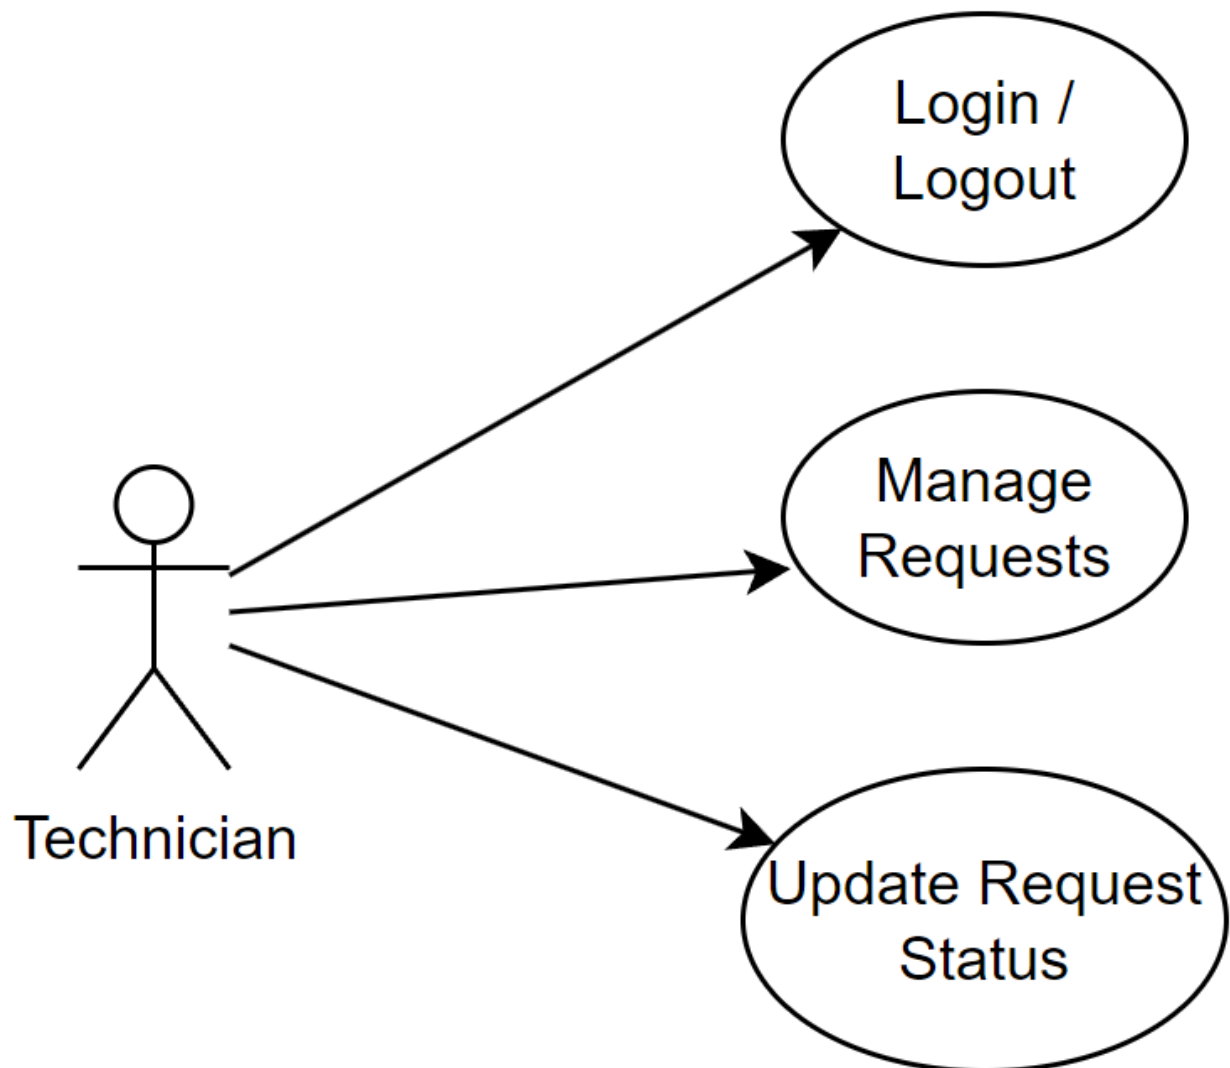 Login /
Logout
Manage
Requests
Technician
Update Request
Status